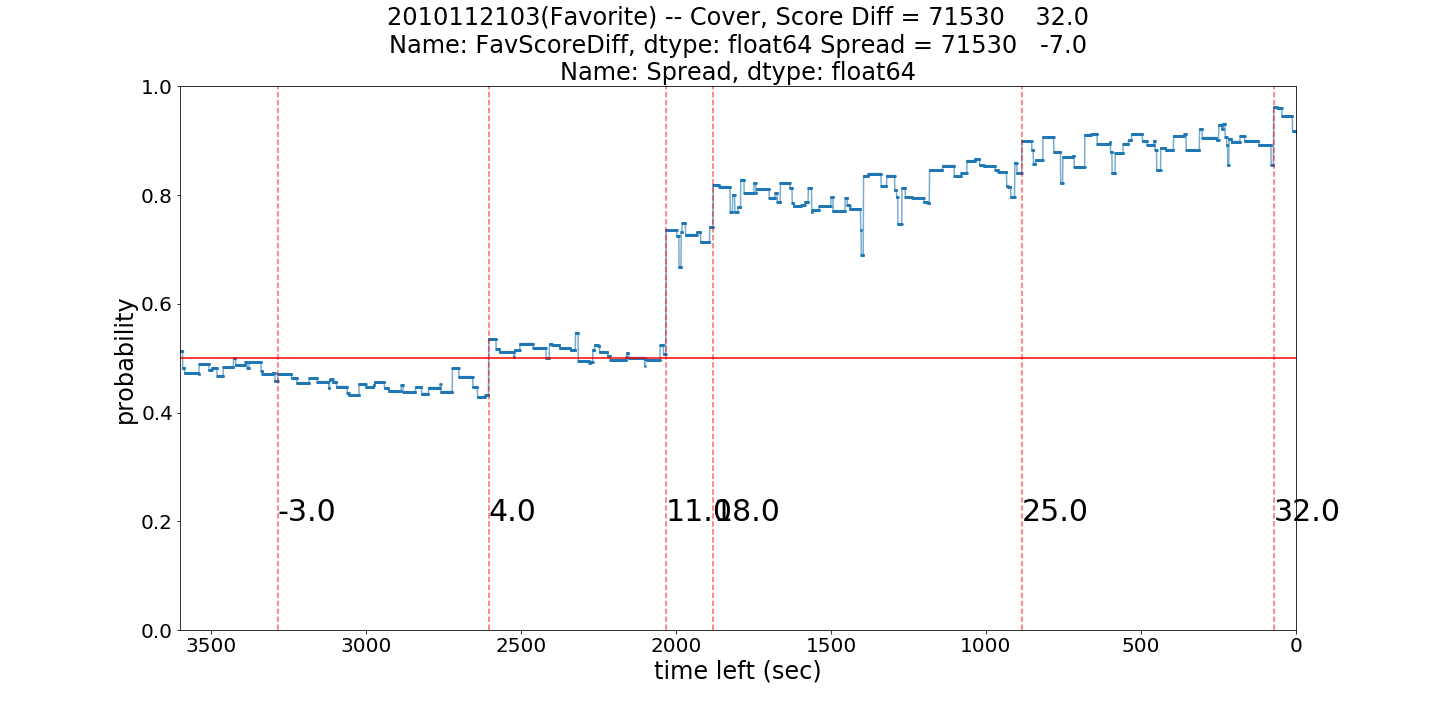 2010112103(Favorite) -- Cover, Score Diff = 71530    32.0
Name: FavScoreDiff, dtype: float64 Spread = 71530   -7.0
Name: Spread, dtype: float64
1.0
0.8
0.6
0.4
0.2
0.0
probability
-3.0
4.0
11.0
18.0
25.0
32.0
3500 3000 2500 2000 1500 1000 500 0
time left (sec)